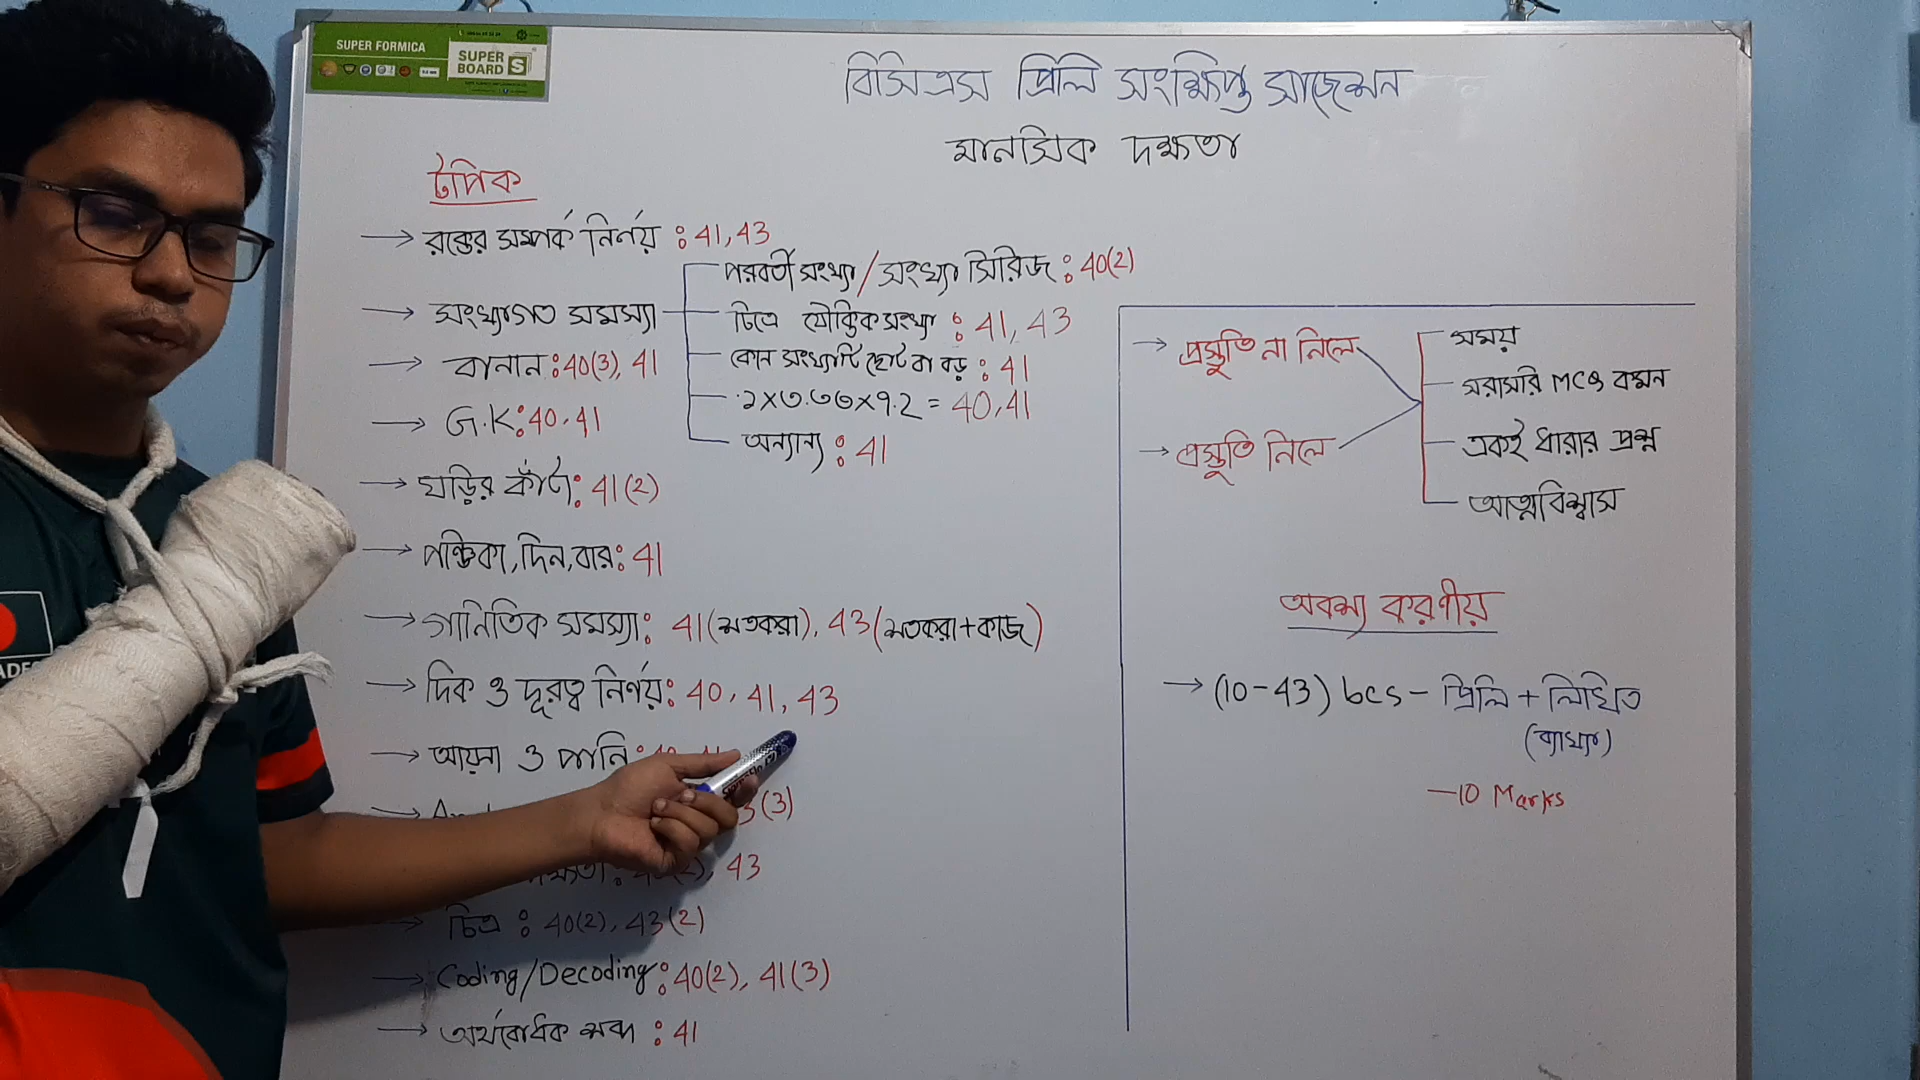 SUPER FORMICA
SUPER BOARD S
বিসিএস প্রিলি সংক্ষিপ্ত সাজেশন
মানসিক দক্ষতা
টপিক
→ রক্তের সম্পর্ক নির্ণয় : 41, 43
→ সংখ্যাগত সমস্যা
পরবর্তী সংখ্যা / সংখ্যা সিরিজ : 40(2)
চিত্রে যৌক্তিক সংখ্যা : 41, 43
কোন সংখ্যাটি ছোট বা বড় : 41
.২×৩.৩৩×৭.২ = 40, 41
অন্যান্য : 41
→ বানান : 40(3), 41
→ G.K : 40, 41
→ ঘড়ির কাঁটা : 41(2)
→ পঞ্জিকা, দিন, বার : 41
→ গানিতিক সমস্যা : 41 (শতকরা), 43 (শতকরা+কাজ)
→ দিক ও দূরত্ব নির্ণয় : 40, 41, 43
→ আয়না ও পানি :
3(3)
, 43
→ চিত্র : 40(2), 43(2)
→ Coding/Decoding : 40(2), 41(3)
→ অর্থবোধক শব্দ : 41
→ প্রস্তুতি না নিলে
→ প্রস্তুতি নিলে
সময়
সরাসরি MCQ কমন
একই ধারার প্রশ্ন
আত্মবিশ্বাস
অবশ্য করণীয়
→ (10-43) bcs - প্রিলি + লিখিত
(ব্যাখ্যা)
- 10 Marks